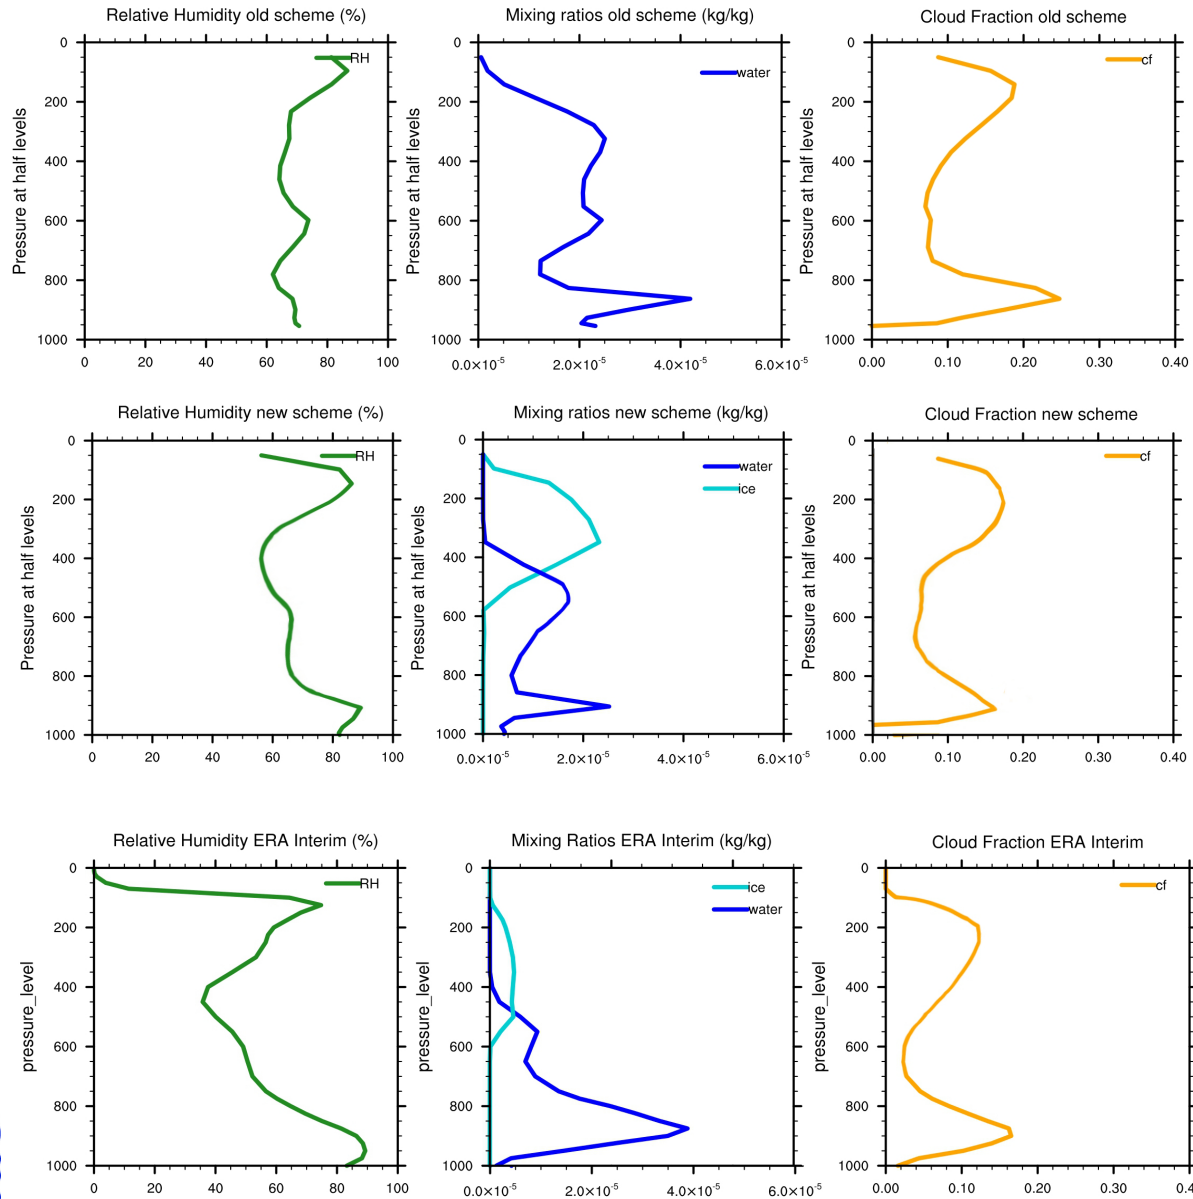 Relative Humidity old scheme (%)
Mixing ratios old scheme (kg/kg)
Cloud Fraction old scheme
0
200
400
600
800
1000
Pressure at half levels
RH
0 20 40 60 80 100
0
200
400
600
800
1000
Pressure at half levels
water
0.0×10⁻⁵ 2.0×10⁻⁵ 4.0×10⁻⁵ 6.0×10⁻⁵
0
200
400
600
800
1000
Pressure at half levels
cf
0.00 0.10 0.20 0.30 0.40
Relative Humidity new scheme (%)
Mixing ratios new scheme (kg/kg)
Cloud Fraction new scheme
0
200
400
600
800
1000
Pressure at half levels
RH
0 20 40 60 80 100
0
200
400
600
800
1000
Pressure at half levels
water
ice
0.0×10⁻⁵ 2.0×10⁻⁵ 4.0×10⁻⁵ 6.0×10⁻⁵
0
200
400
600
800
1000
Pressure at half levels
cf
0.00 0.10 0.20 0.30 0.40
Relative Humidity ERA Interim (%)
Mixing Ratios ERA Interim (kg/kg)
Cloud Fraction ERA Interim
0
200
400
600
800
1000
pressure_level
RH
0 20 40 60 80 100
0
200
400
600
800
1000
pressure_level
ice
water
0.0×10⁻⁵ 2.0×10⁻⁵ 4.0×10⁻⁵ 6.0×10⁻⁵
0
200
400
600
800
1000
pressure_level
cf
0.00 0.10 0.20 0.30 0.4